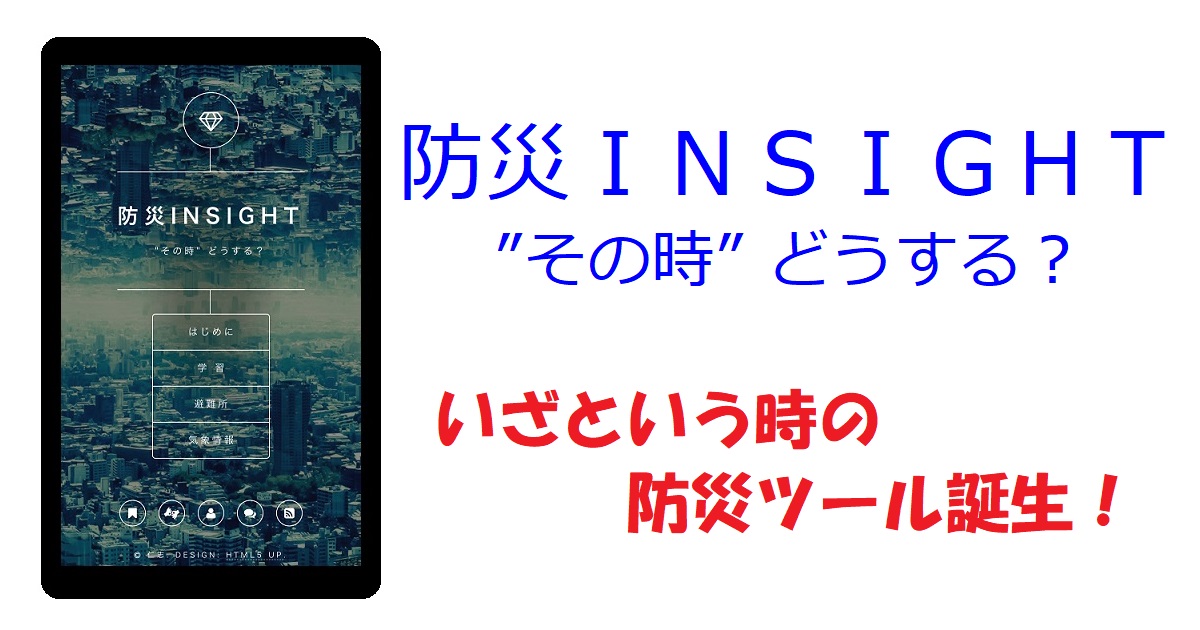 防災INSIGHT
"その時" どうする？
はじめに
学 習
避難所
気象情報
© 仁志 DESIGN: HTML5 UP.
防災ＩＮＳＩＧＨＴ
”その時” どうする？
いざという時の
防災ツール誕生！